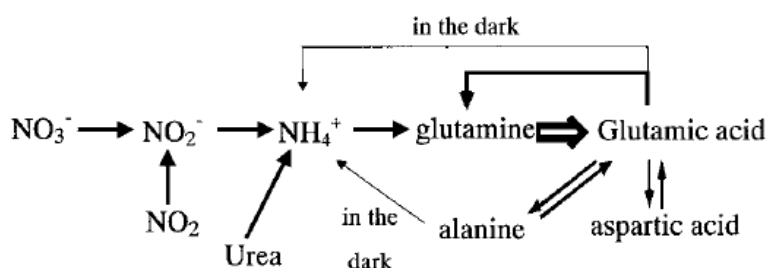 in the dark
NO₃⁻ NO₂⁻ NH₄⁺ glutamine Glutamic acid
NO₂ in the alanine aspartic acid
Urea dark